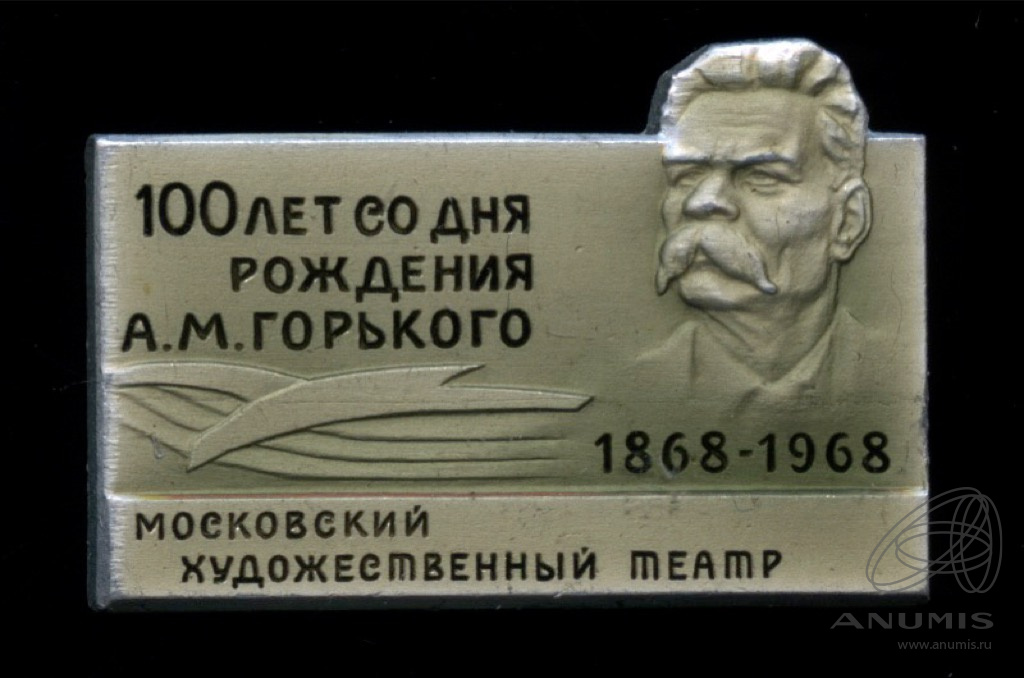 100 ЛЕТ СО ДНЯ
РОЖДЕНИЯ
А.М.ГОРЬКОГО
1868-1968
МОСКОВСКИЙ
ХУДОЖЕСТВЕННЫЙ ТЕАТР
ANUMIS
www.anumis.ru